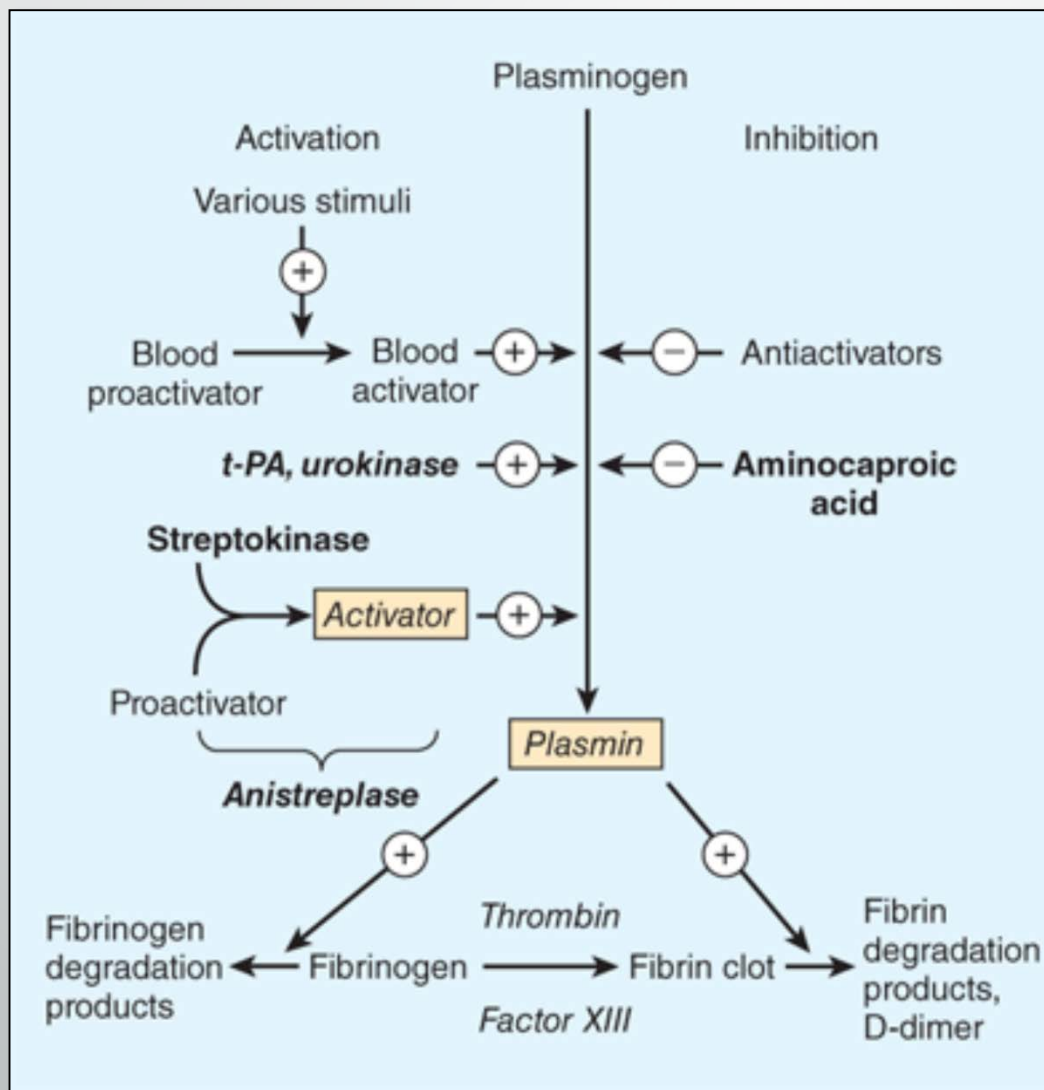 Plasminogen
Activation
Inhibition
Various stimuli
+
Blood
proactivator
Blood
activator
+
−
Antiactivators
t-PA, urokinase
+
−
Aminocaproic
acid
Streptokinase
Activator
+
Proactivator
Anistreplase
Plasmin
+
+
Fibrinogen
degradation
products
Fibrinogen
Thrombin
Factor XIII
Fibrin clot
Fibrin
degradation
products,
D-dimer